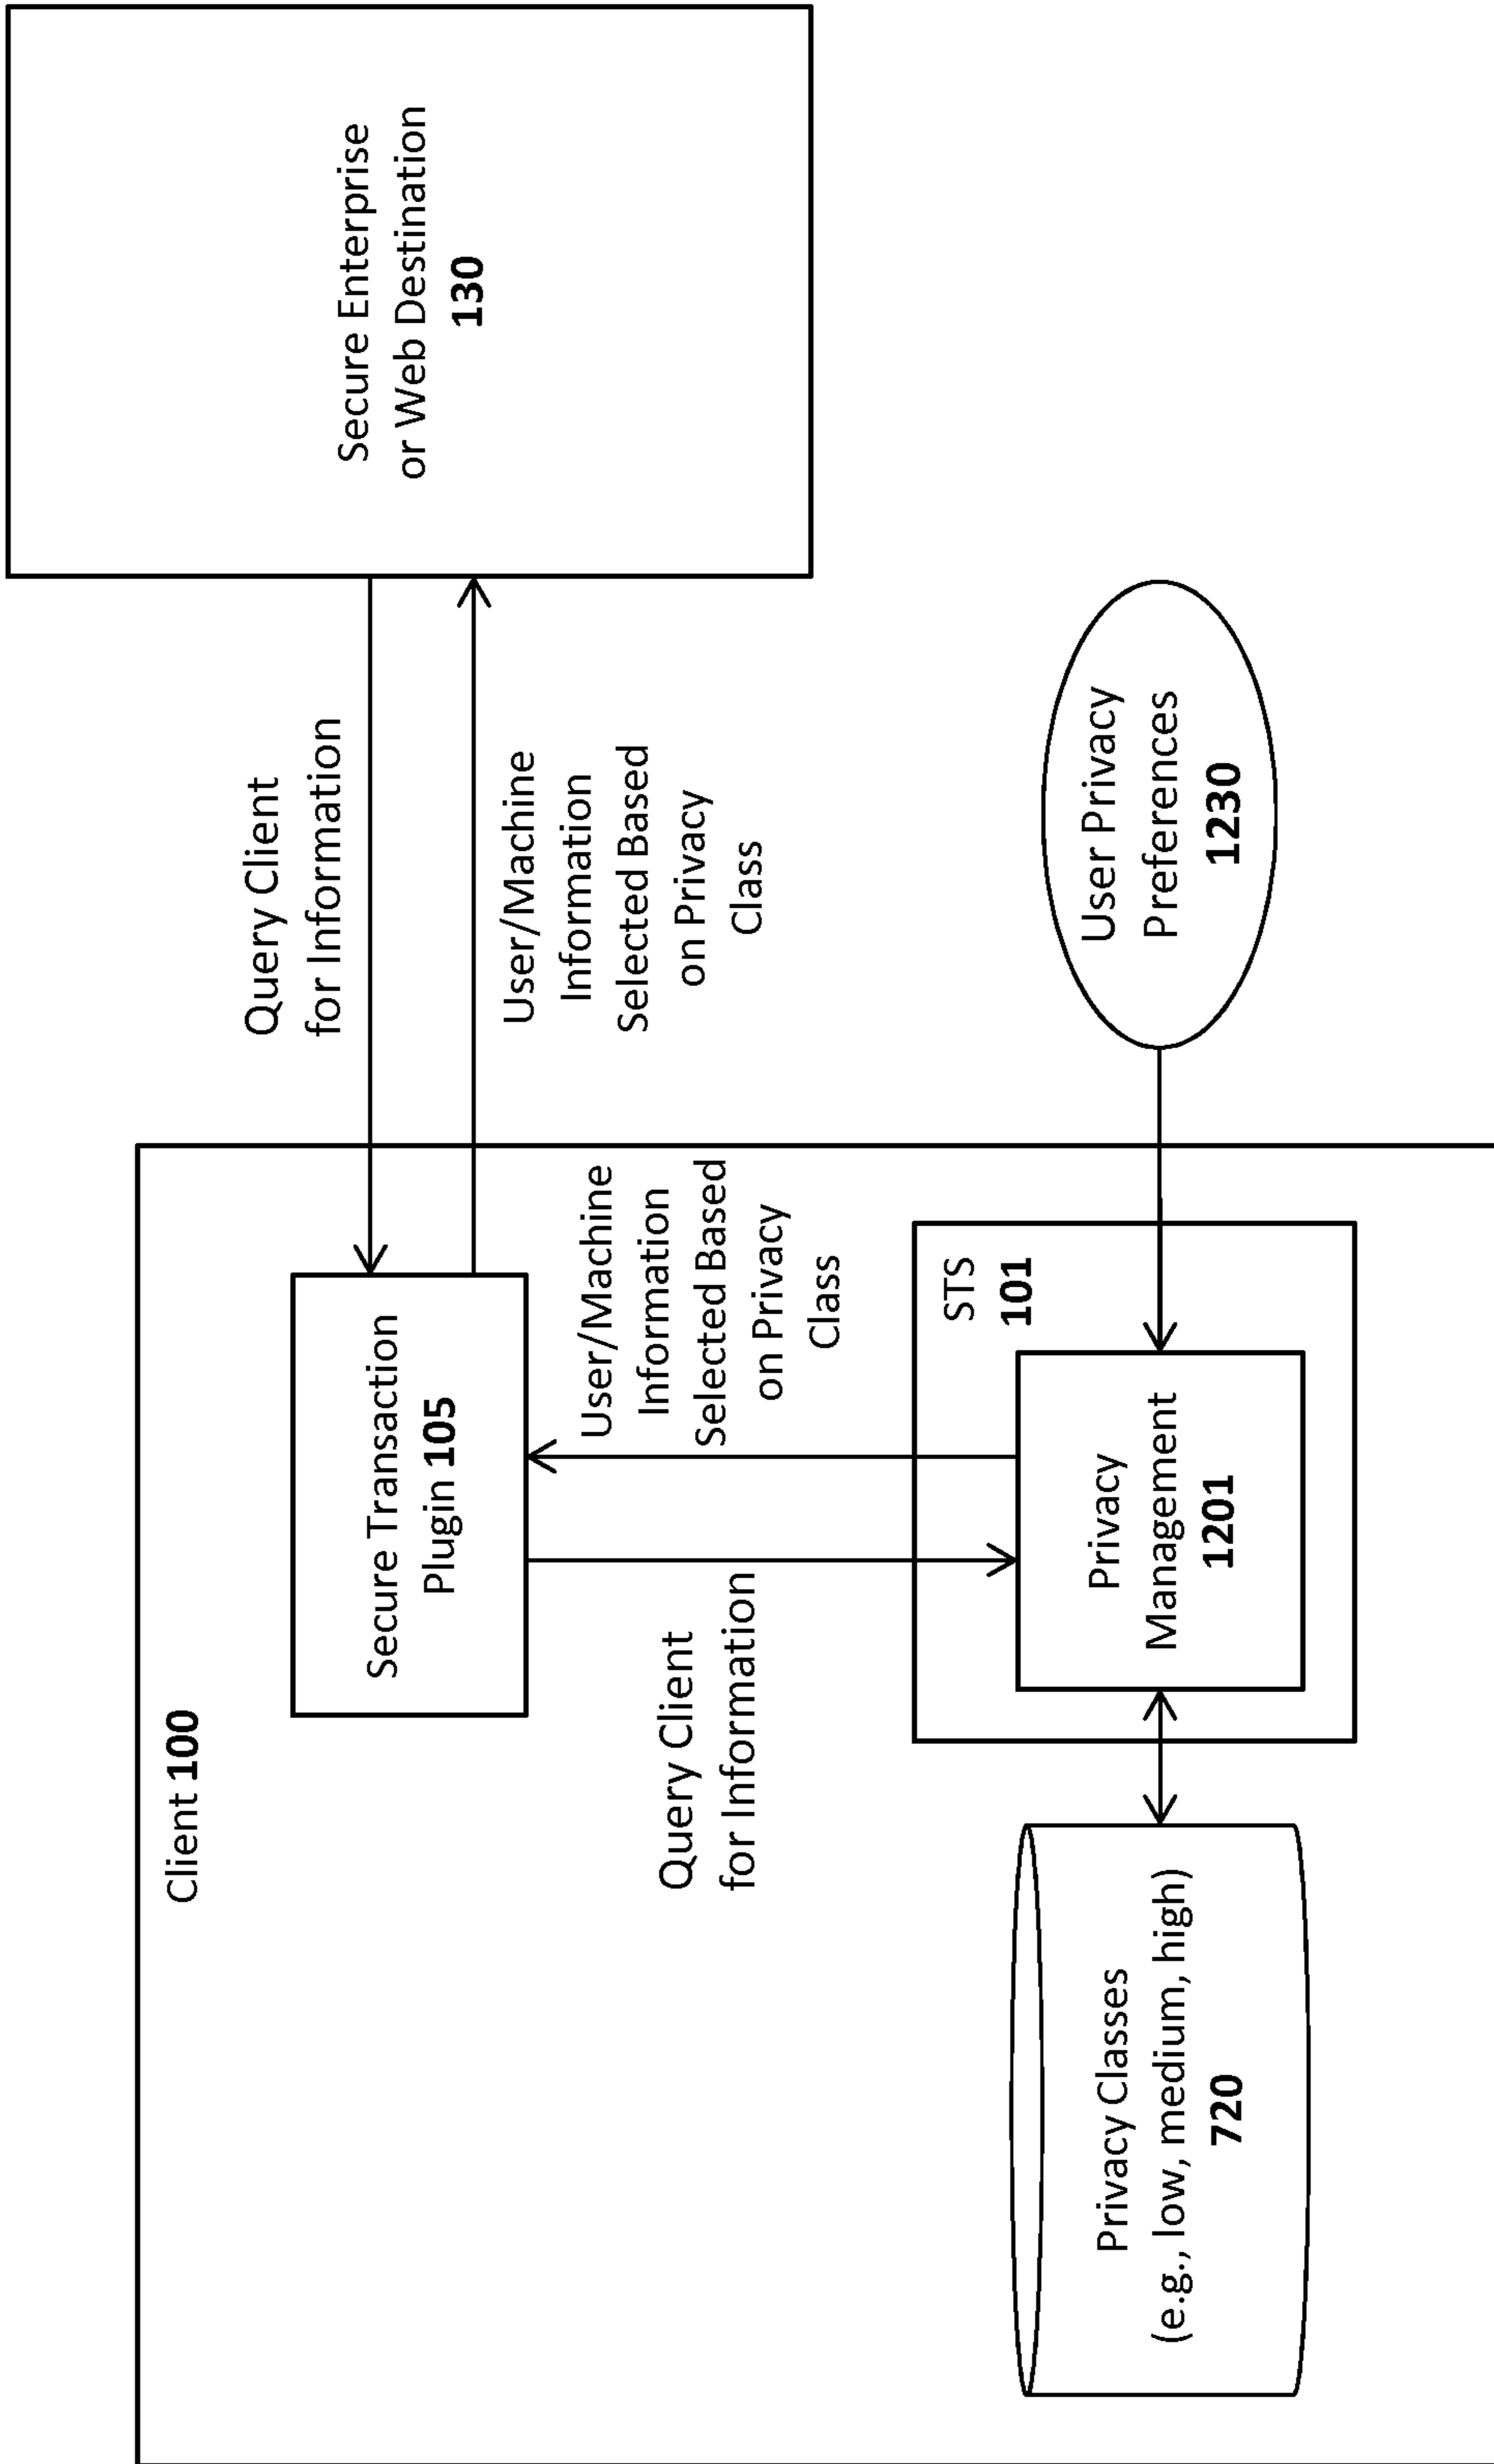 Client 100
Secure Transaction
Plugin 105
Query Client
for Information
User/Machine
Information
Selected Based
on Privacy
Class
Secure Enterprise
or Web Destination
130
Query Client
for Information
User/Machine
Information
Selected Based
on Privacy
Class
STS
101
Privacy Classes
(e.g., low, medium, high)
720
Privacy
Management
1201
User Privacy
Preferences
1230